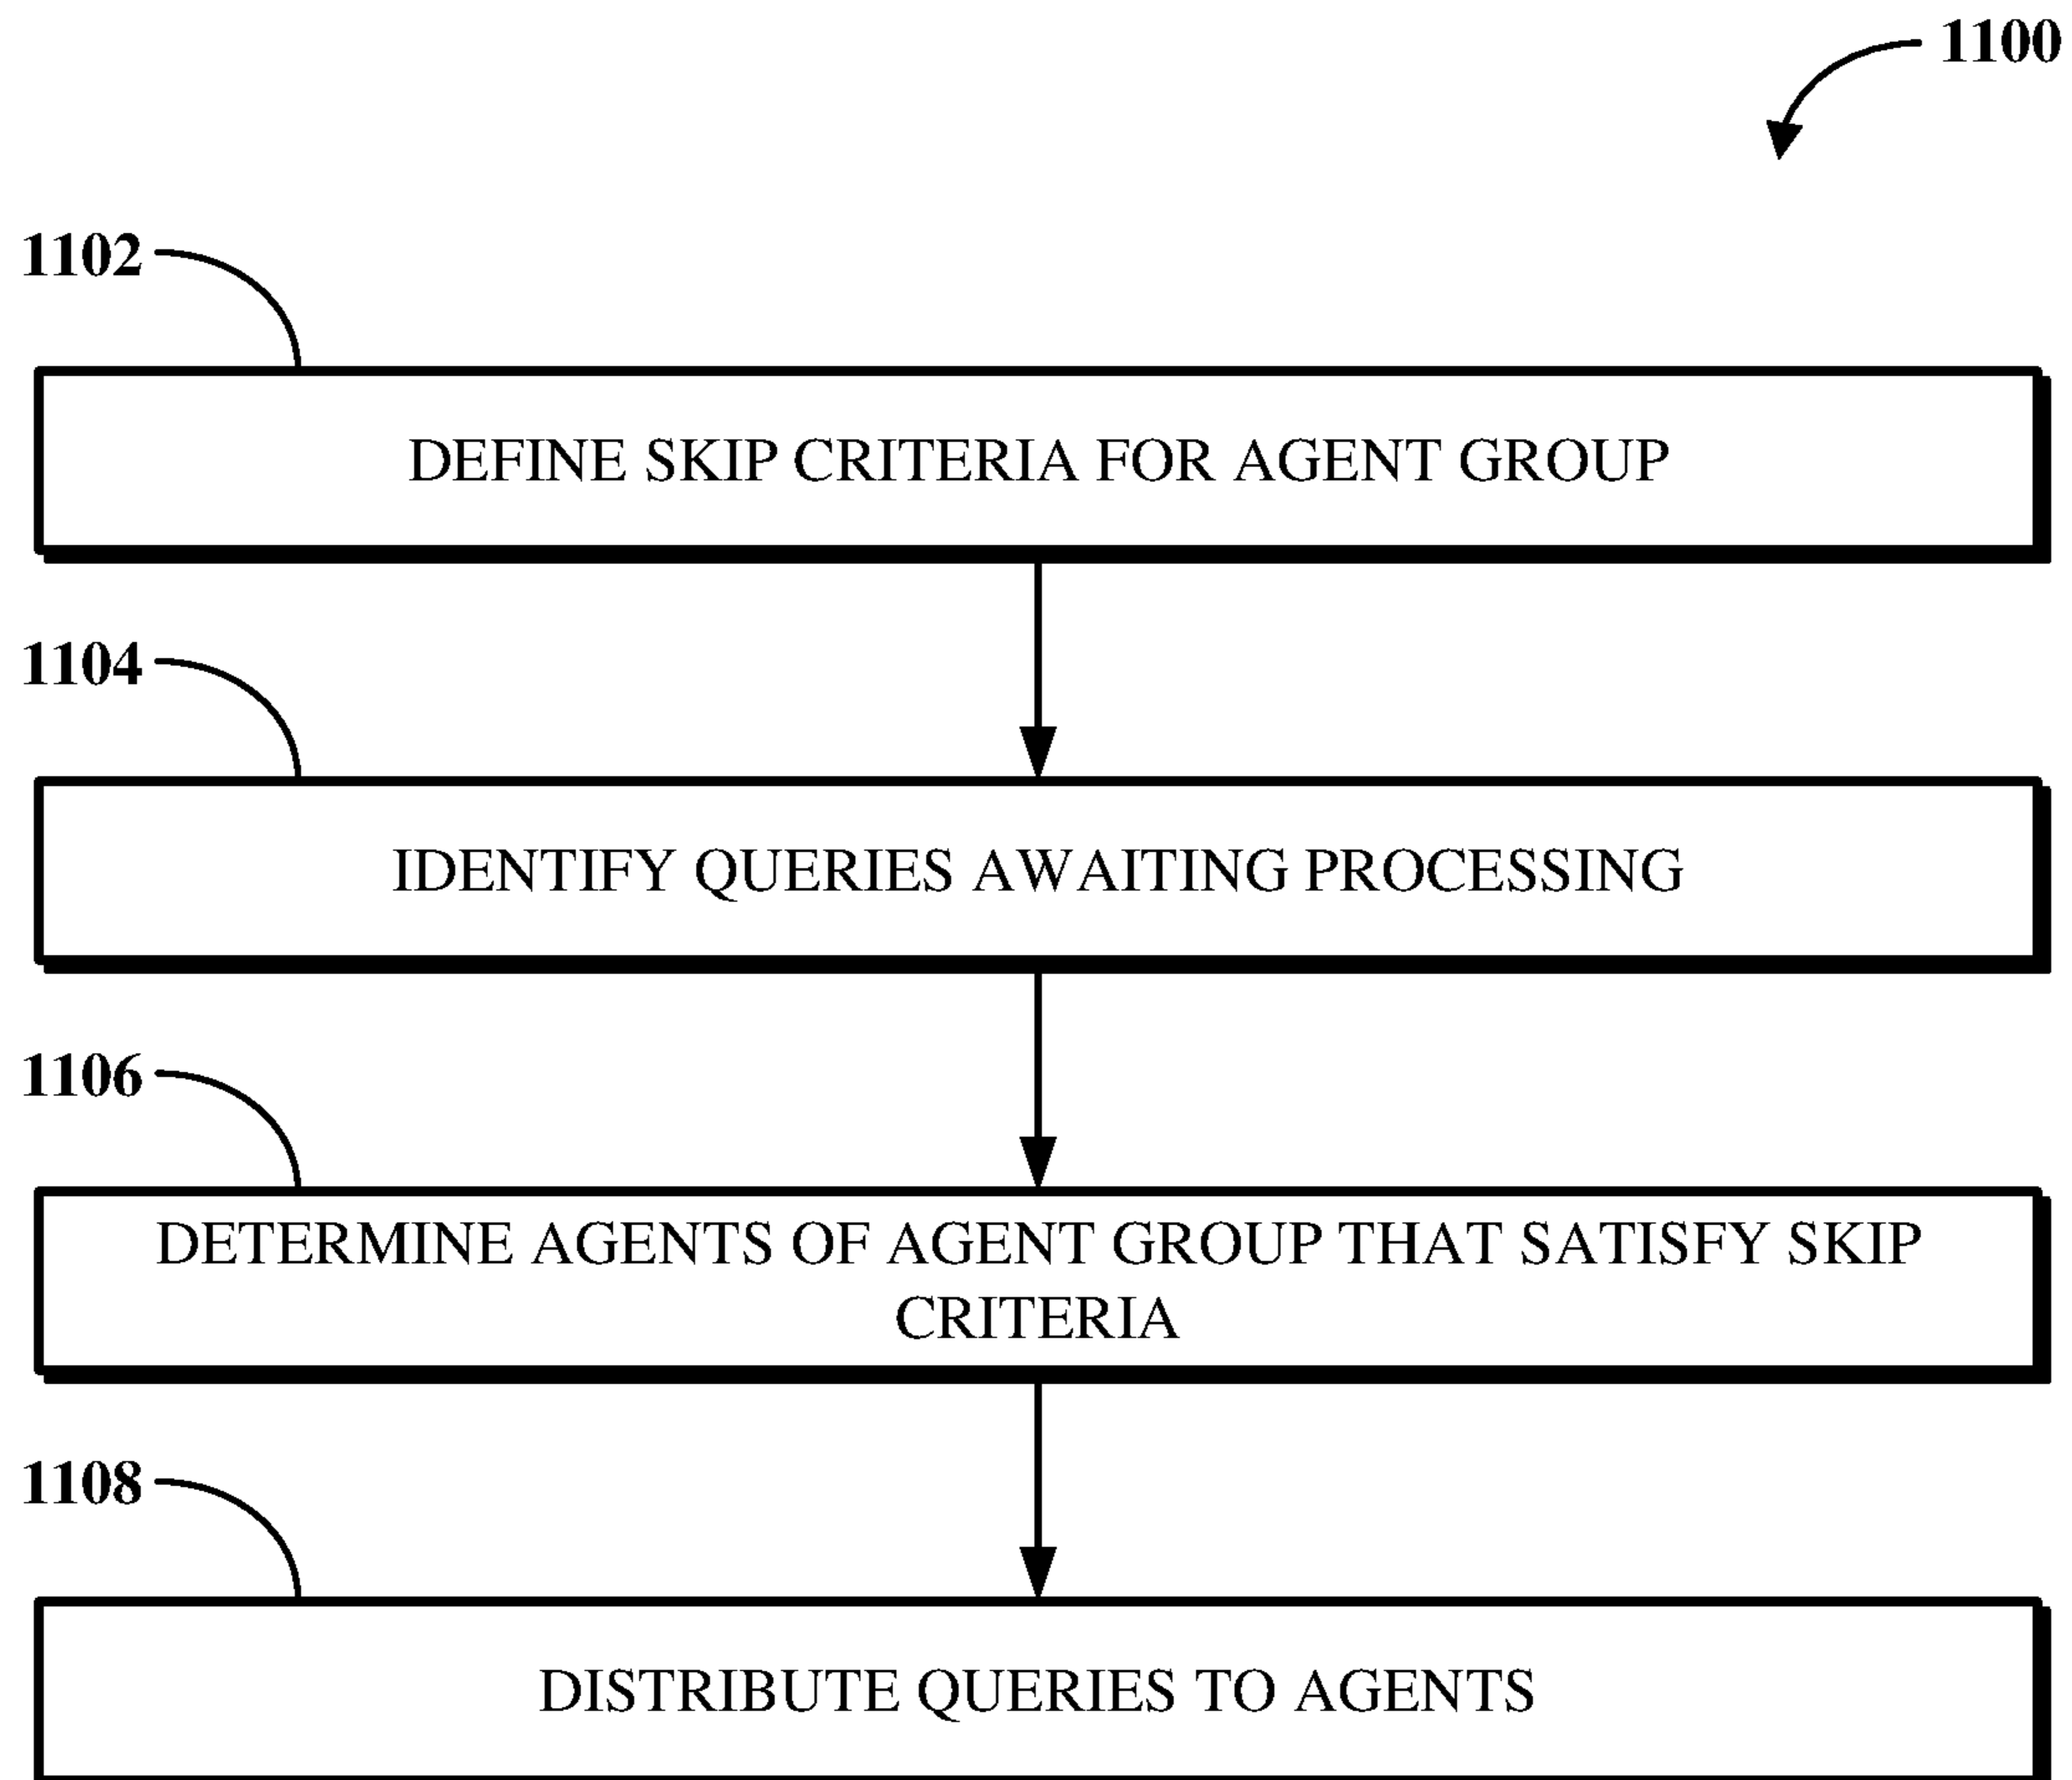 1100
1102
DEFINE SKIP CRITERIA FOR AGENT GROUP
1104
IDENTIFY QUERIES AWAITING PROCESSING
1106
DETERMINE AGENTS OF AGENT GROUP THAT SATISFY SKIP
CRITERIA
1108
DISTRIBUTE QUERIES TO AGENTS